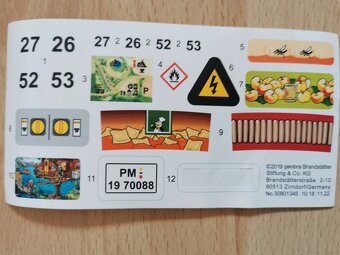 27 26
27 2 26 2 52 2 53
1
3
4
5
52 53
6
7
N P
8
9
10
11
PM
19 70088
12
©2019 geobra Brandstätter
Stiftung & Co. KG
Brandstätterstraße 2-10
90513 Zirndorf/Germany
No.30801345 10.16 11.22